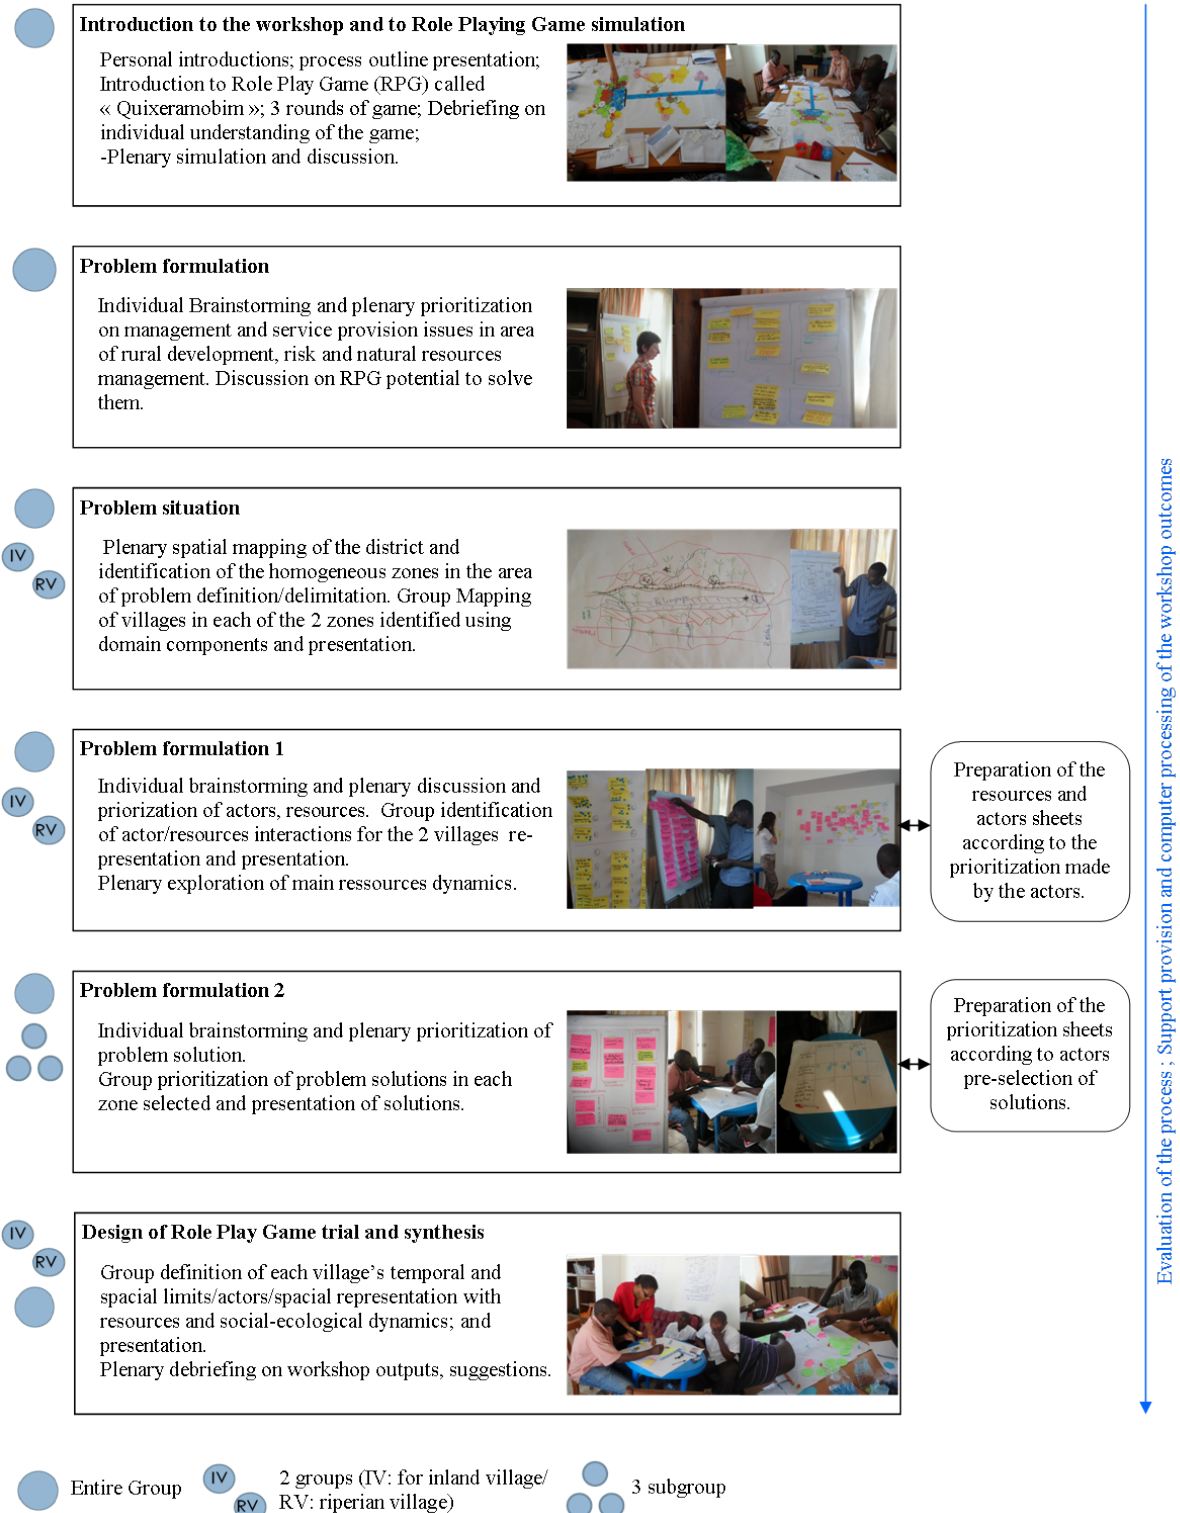 Introduction to the workshop and to Role Playing Game simulation
Personal introductions; process outline presentation;
Introduction to Role Play Game (RPG) called
« Quixeramobim »; 3 rounds of game; Debriefing on
individual understanding of the game;
-Plenary simulation and discussion.
Problem formulation
Individual Brainstorming and plenary prioritization
on management and service provision issues in area
of rural development, risk and natural resources
management. Discussion on RPG potential to solve
them.
Problem situation
IV
RV
Plenary spatial mapping of the district and
identification of the homogeneous zones in the area
of problem definition/delimitation. Group Mapping
of villages in each of the 2 zones identified using
domain components and presentation.
Problem formulation 1
IV
RV
Individual brainstorming and plenary discussion and
priorization of actors, resources. Group identification
of actor/resources interactions for the 2 villages re-
presentation and presentation.
Plenary exploration of main ressources dynamics.
Preparation of the
resources and
actors sheets
according to the
prioritization made
by the actors.
Problem formulation 2
Individual brainstorming and plenary prioritization of
problem solution.
Group prioritization of problem solutions in each
zone selected and presentation of solutions.
Preparation of the
prioritization sheets
according to actors
pre-selection of
solutions.
IV
RV
Design of Role Play Game trial and synthesis
Group definition of each village's temporal and
spacial limits/actors/spacial representation with
resources and social-ecological dynamics; and
presentation.
Plenary debriefing on workshop outputs, suggestions.
Evaluation of the process ; Support provision and computer processing of the workshop outcomes
Entire Group
IV
RV
2 groups (IV: for inland village/
RV: riperian village)
3 subgroup